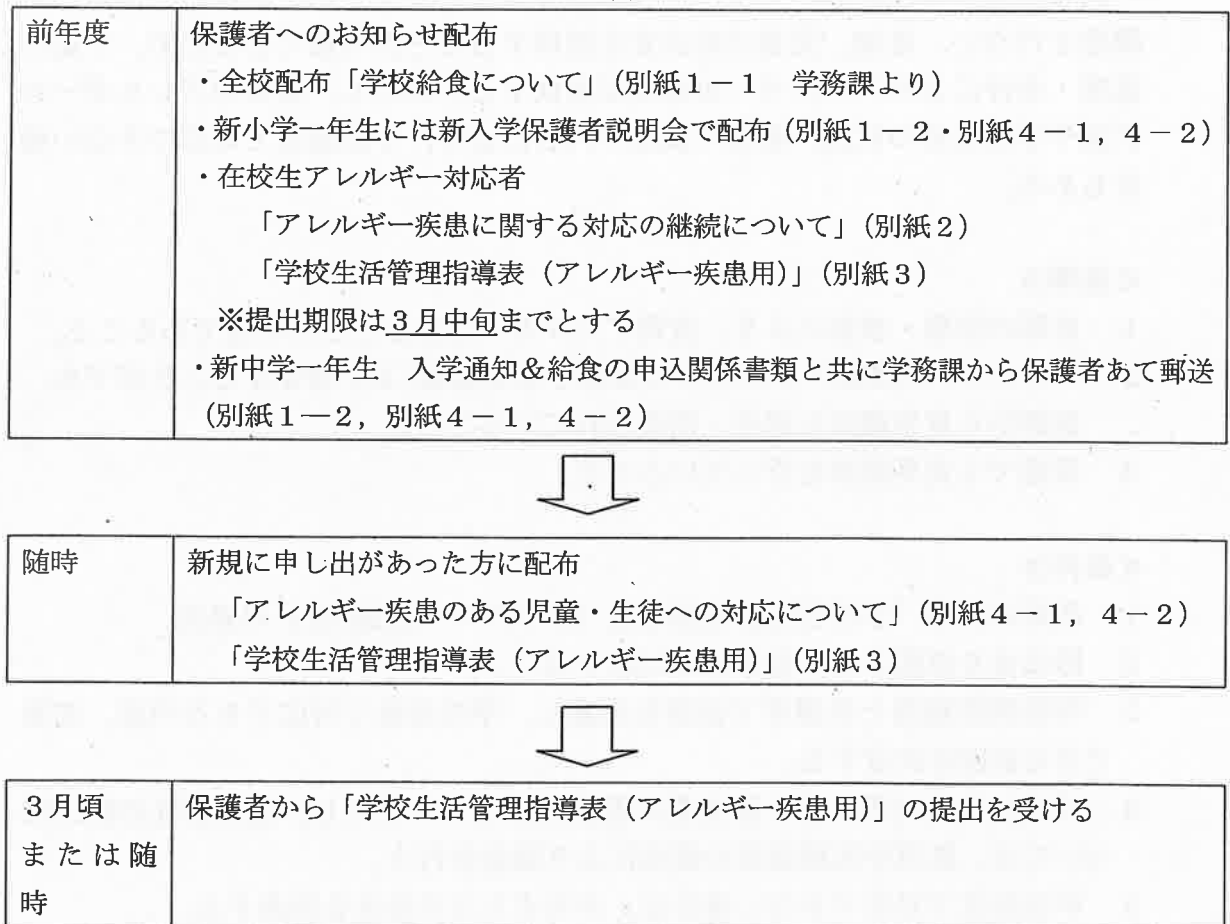 前年度 保護者へのお知らせ配布
・全校配布「学校給食について」(別紙1-1 学務課より)
・新小学一年生には新入学保護者説明会で配布(別紙1-2・別紙4-1, 4-2)
・在校生アレルギー対応者
「アレルギー疾患に関する対応の継続について」(別紙2)
「学校生活管理指導表(アレルギー疾患用)」(別紙3)
※提出期限は3月中旬までとする
・新中学一年生 入学通知&給食の申込関係書類と共に学務課から保護者あて郵送
(別紙1―2, 別紙4-1, 4-2)
随時 新規に申し出があった方に配布
「アレルギー疾患のある児童・生徒への対応について」(別紙4-1, 4-2)
「学校生活管理指導表(アレルギー疾患用)」(別紙3)
3月頃 保護者から「学校生活管理指導表(アレルギー疾患用)」の提出を受ける
または随
時